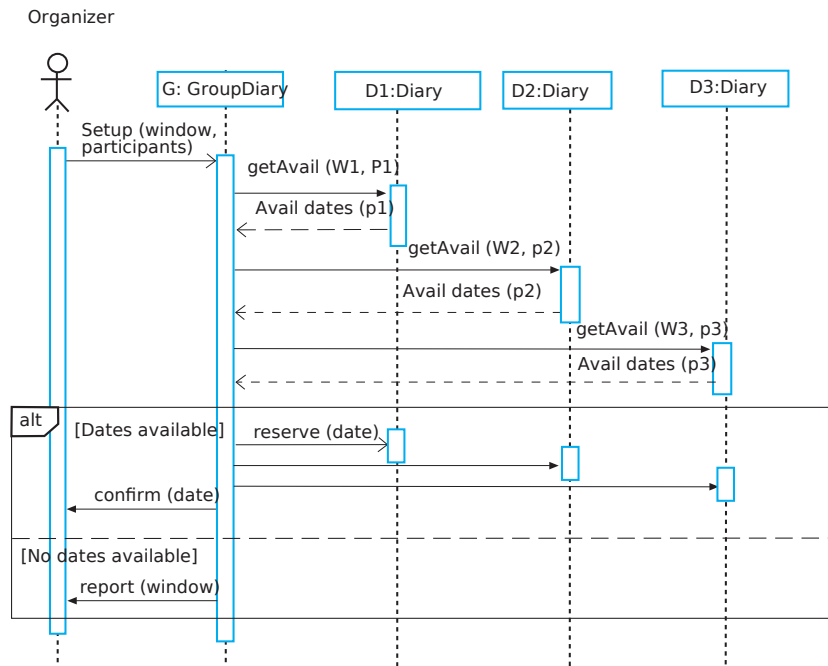 Organizer
G: GroupDiary
D1:Diary
D2:Diary
D3:Diary
Setup (window,
participants)
getAvail (W1, P1)
Avail dates (p1)
getAvail (W2, p2)
Avail dates (p2)
getAvail (W3, p3)
Avail dates (p3)
alt
[Dates available]
reserve (date)
confirm (date)
[No dates available]
report (window)